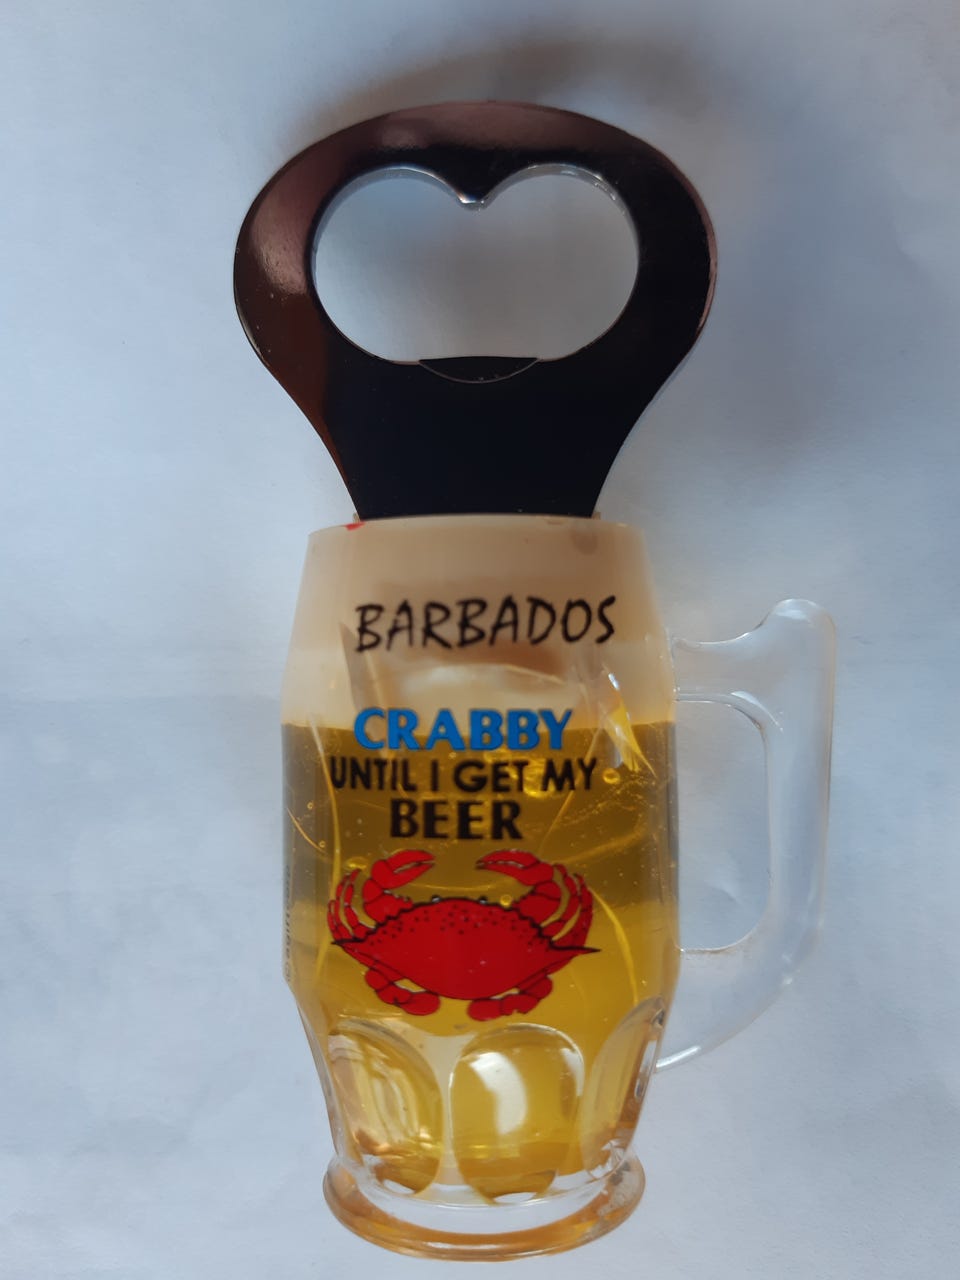 BARBADOS
CRABBY
UNTIL I GET MY
BEER